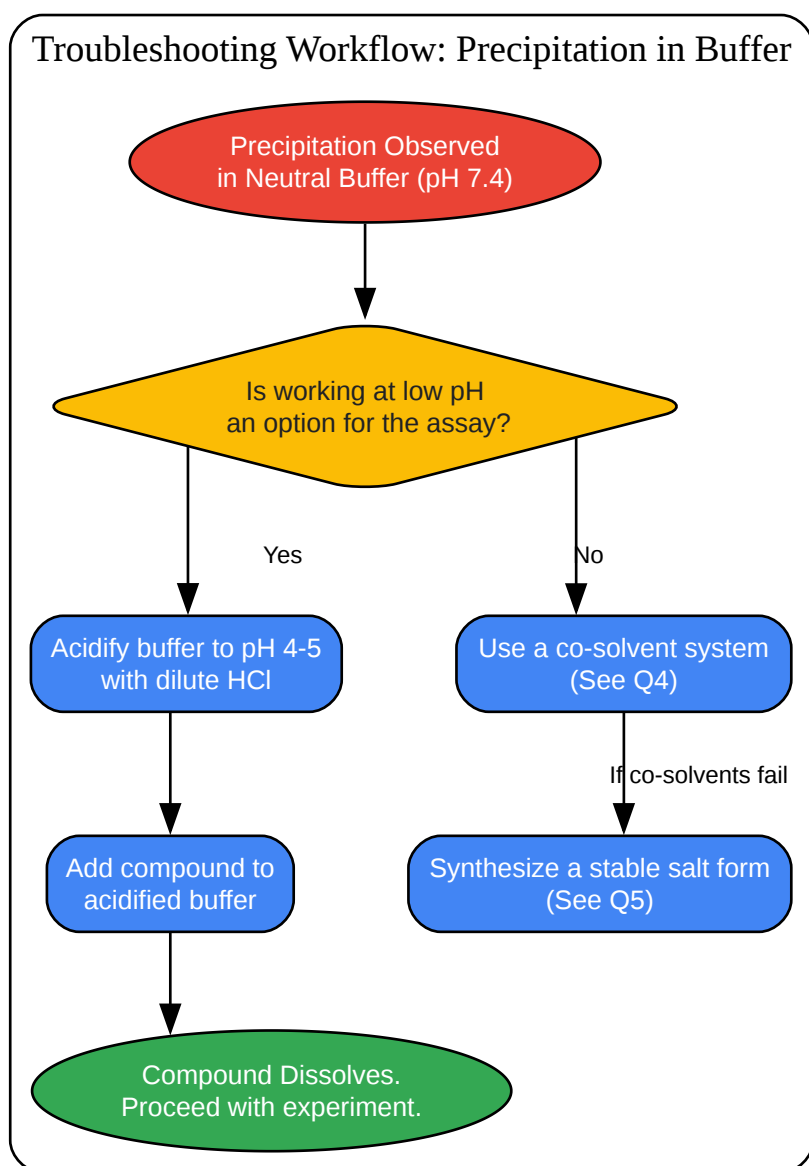 Troubleshooting Workflow: Precipitation in Buffer
Precipitation Observed
in Neutral Buffer (pH 7.4)
Is working at low pH
an option for the assay?
Yes
No
Acidify buffer to pH 4-5
with dilute HCl
Use a co-solvent system
(See Q4)
If co-solvents fail
Add compound to
acidified buffer
Synthesize a stable salt form
(See Q5)
Compound Dissolves.
Proceed with experiment.